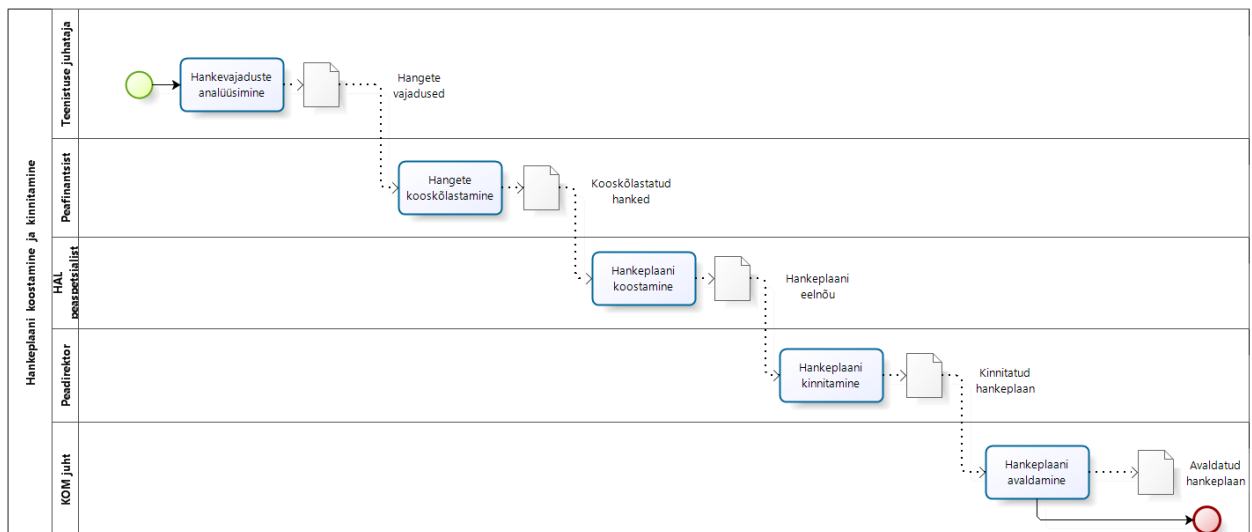 Hankeplaani koostamine ja kinnitamine
Teenistuse juhataja
Hankevajaduste
analüüsimine
Hangete
vajadused
Peafinantsist
Hangete
kooskõlastamine
Kooskõlastatud
hanked
HAL
peaspetsialist
Hankeplaani
koostamine
Hankeplaani
eelnõu
Peadirektor
Hankeplaani
kinnitamine
Kinnitatud
hankeplaan
KOM juht
Hankeplaani
avaldamine
Avaldatud
hankeplaan